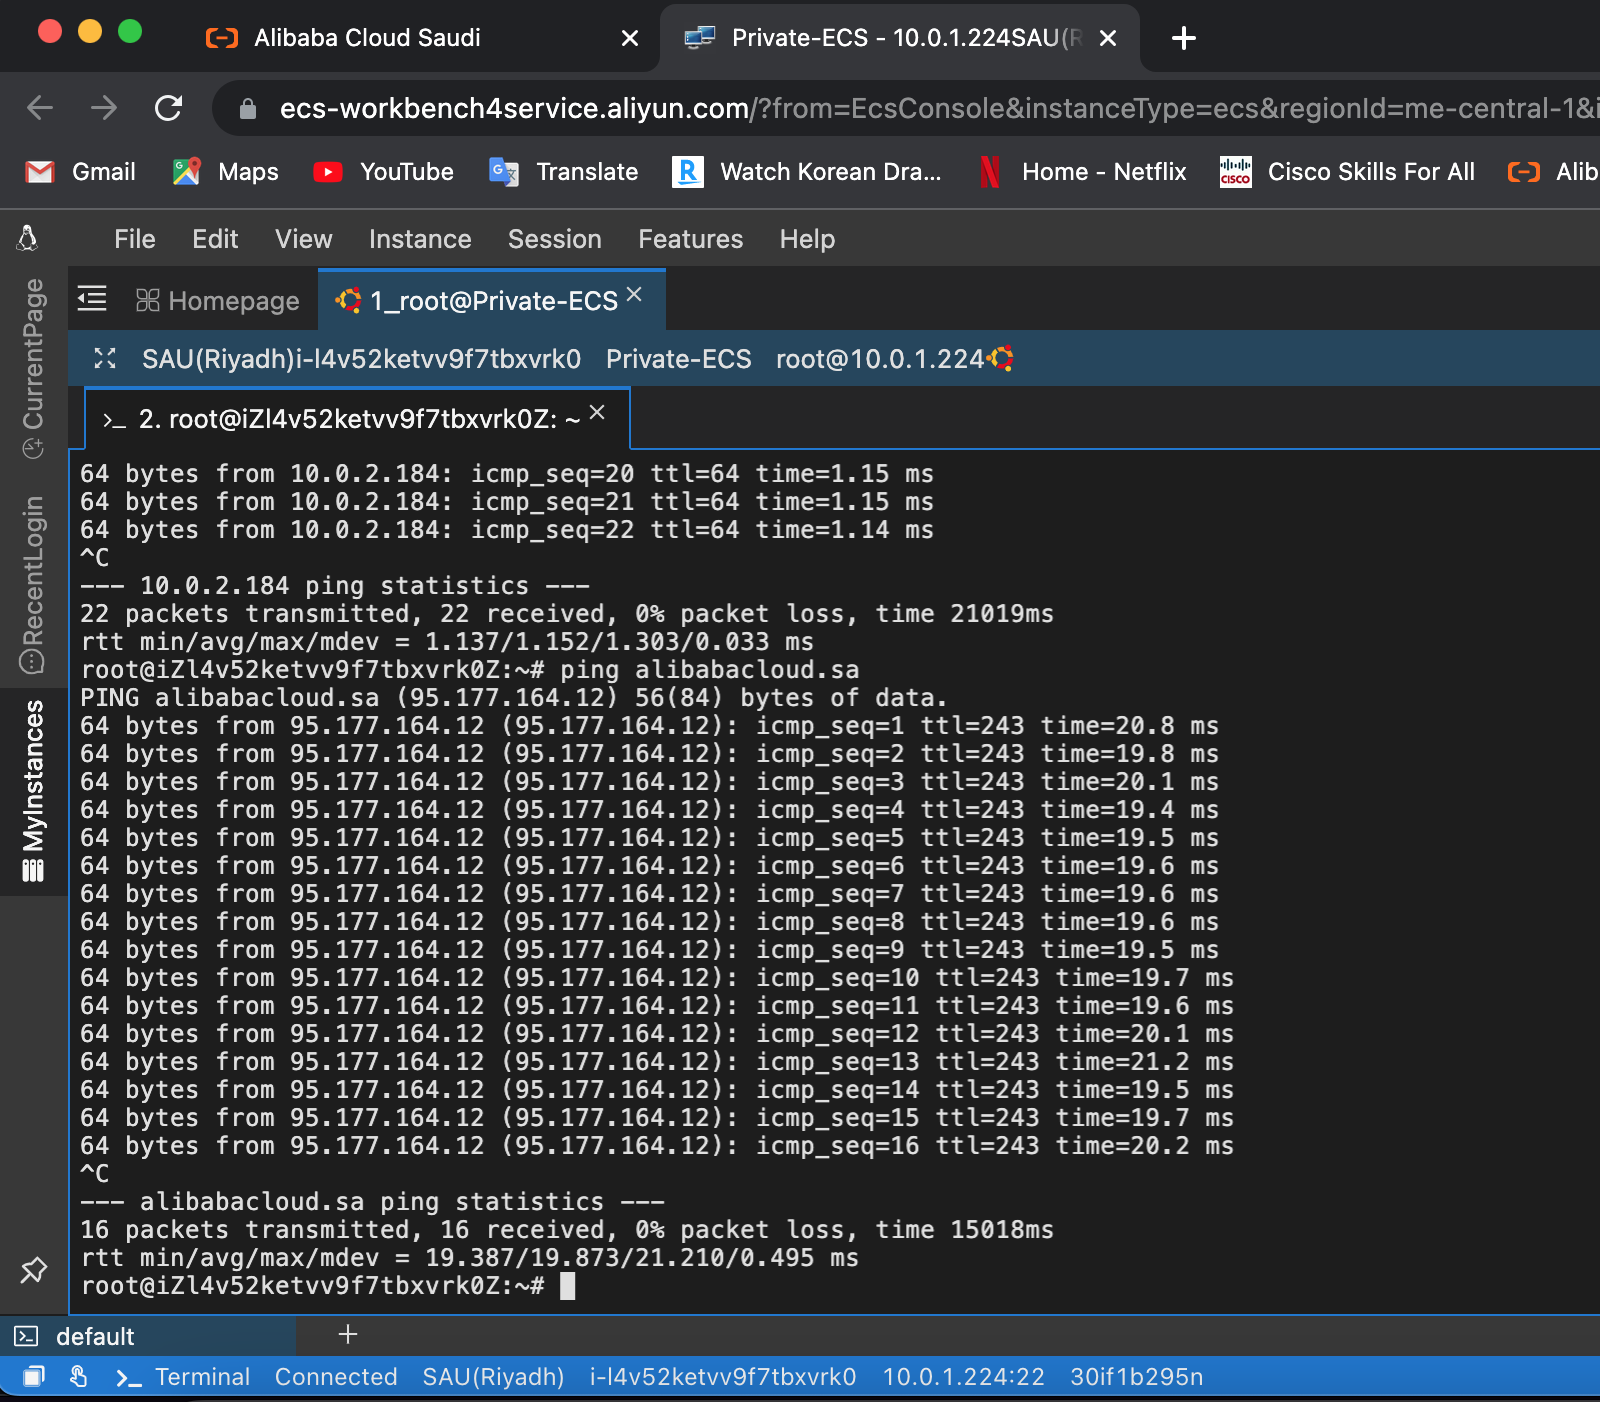 Alibaba Cloud Saudi
Private-ECS - 10.0.1.224SAU(R
ecs-workbench4service.aliyun.com/?from=EcsConsole&instanceType=ecs&regionId=me-central-1&i
Gmail Maps YouTube Translate Watch Korean Dra... Home - Netflix Cisco Skills For All Alib
File Edit View Instance Session Features Help
CurrentPage
RecentLogin
MyInstances
Homepage 1_root@Private-ECS
SAU(Riyadh)i-l4v52ketvv9f7tbxvrk0 Private-ECS root@10.0.1.224
>_ 2. root@iZl4v52ketvv9f7tbxvrk0Z: ~
64 bytes from 10.0.2.184: icmp_seq=20 ttl=64 time=1.15 ms
64 bytes from 10.0.2.184: icmp_seq=21 ttl=64 time=1.15 ms
64 bytes from 10.0.2.184: icmp_seq=22 ttl=64 time=1.14 ms
^C
--- 10.0.2.184 ping statistics ---
22 packets transmitted, 22 received, 0% packet loss, time 21019ms
rtt min/avg/max/mdev = 1.137/1.152/1.303/0.033 ms
root@iZl4v52ketvv9f7tbxvrk0Z:~# ping alibabacloud.sa
PING alibabacloud.sa (95.177.164.12) 56(84) bytes of data.
64 bytes from 95.177.164.12 (95.177.164.12): icmp_seq=1 ttl=243 time=20.8 ms
64 bytes from 95.177.164.12 (95.177.164.12): icmp_seq=2 ttl=243 time=19.8 ms
64 bytes from 95.177.164.12 (95.177.164.12): icmp_seq=3 ttl=243 time=20.1 ms
64 bytes from 95.177.164.12 (95.177.164.12): icmp_seq=4 ttl=243 time=19.4 ms
64 bytes from 95.177.164.12 (95.177.164.12): icmp_seq=5 ttl=243 time=19.5 ms
64 bytes from 95.177.164.12 (95.177.164.12): icmp_seq=6 ttl=243 time=19.6 ms
64 bytes from 95.177.164.12 (95.177.164.12): icmp_seq=7 ttl=243 time=19.6 ms
64 bytes from 95.177.164.12 (95.177.164.12): icmp_seq=8 ttl=243 time=19.6 ms
64 bytes from 95.177.164.12 (95.177.164.12): icmp_seq=9 ttl=243 time=19.5 ms
64 bytes from 95.177.164.12 (95.177.164.12): icmp_seq=10 ttl=243 time=19.7 ms
64 bytes from 95.177.164.12 (95.177.164.12): icmp_seq=11 ttl=243 time=19.6 ms
64 bytes from 95.177.164.12 (95.177.164.12): icmp_seq=12 ttl=243 time=20.1 ms
64 bytes from 95.177.164.12 (95.177.164.12): icmp_seq=13 ttl=243 time=21.2 ms
64 bytes from 95.177.164.12 (95.177.164.12): icmp_seq=14 ttl=243 time=19.5 ms
64 bytes from 95.177.164.12 (95.177.164.12): icmp_seq=15 ttl=243 time=19.7 ms
64 bytes from 95.177.164.12 (95.177.164.12): icmp_seq=16 ttl=243 time=20.2 ms
^C
--- alibabacloud.sa ping statistics ---
16 packets transmitted, 16 received, 0% packet loss, time 15018ms
rtt min/avg/max/mdev = 19.387/19.873/21.210/0.495 ms
root@iZl4v52ketvv9f7tbxvrk0Z:~#
default
Terminal Connected SAU(Riyadh) i-l4v52ketvv9f7tbxvrk0 10.0.1.224:22 30if1b295n